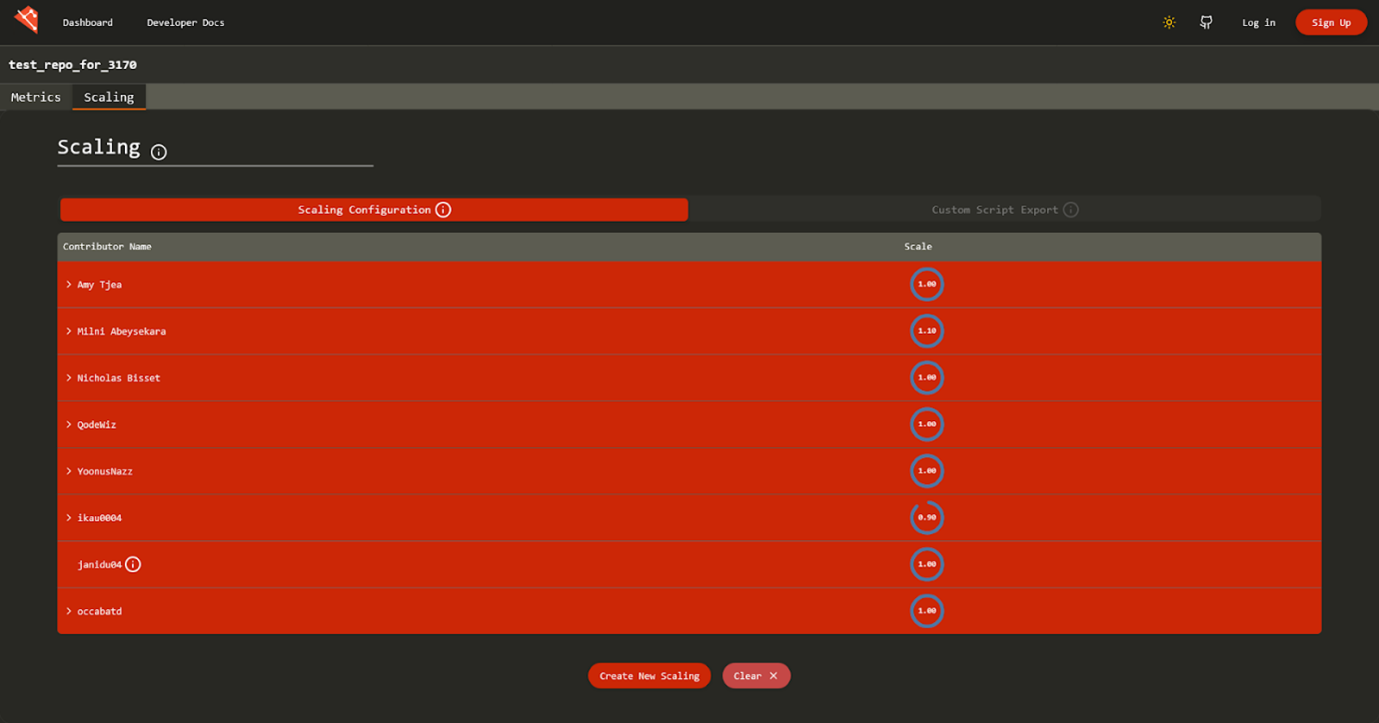 Dashboard Developer Docs Log in Sign Up
test_repo_for_3170
Metrics Scaling
Scaling
Scaling Configuration Custom Script Export
Contributor Name Scale
Amy Tjea 1.00
Milni Abeysekara 1.10
Nicholas Bisset 1.00
QodeWiz 1.00
YoonusNazz 1.00
ikau0004 0.90
janidu04 1.00
occabatd 1.00
Create New Scaling Clear